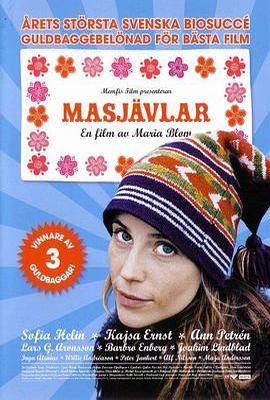 ÅRETS STÖRSTA SVENSKA BIOSUCCÉ
GULDBAGGEBELÖNAD FÖR BÄSTA FILM
Memfis Film presenterar
MASJÄVLAR
En film av Maria Blom
VINNARE AV
3
GULDBAGGAR!
Sofia Helin * Kajsa Ernst * Ann Petrén
Lars G. Aronsson * Barbro Enberg * Joakim Lindblad
Inga Ålenius * Willie Andréason * Peter Jankert * Alf Nilsson * Maja Andersson